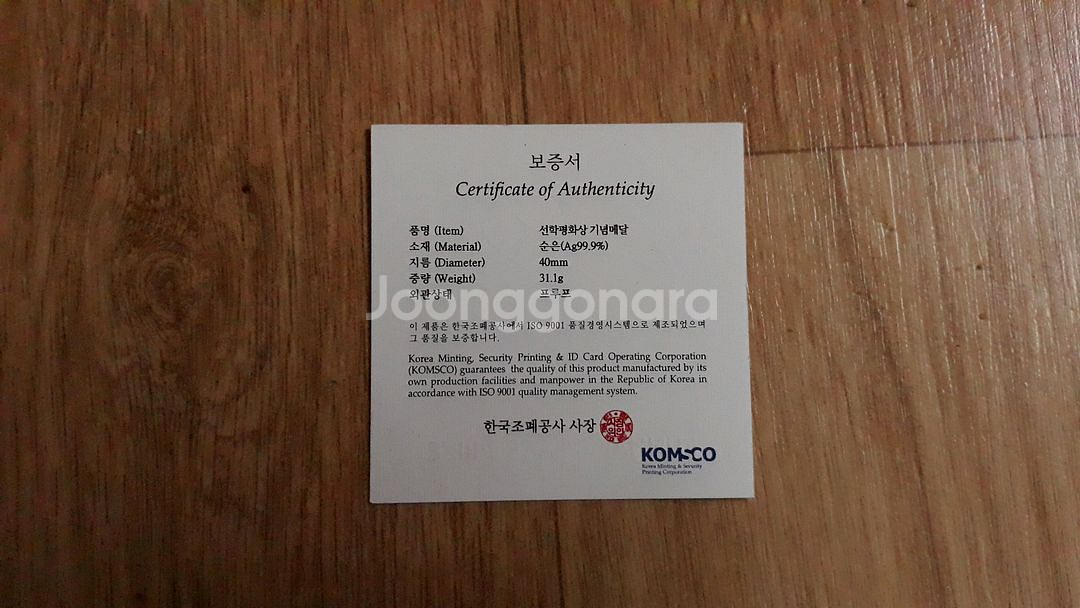 보증서
Certificate of Authenticity
품명 (Item) 선학평화상 기념메달
소재 (Material) 순은(Ag99.9%)
지름 (Diameter) 40mm
중량 (Weight) 31.1g
외관상태 프루프
Joonggonara
이 제품은 한국조폐공사에서 ISO 9001 품질경영시스템으로 제조되었으며
그 품질을 보증합니다.
Korea Minting, Security Printing & ID Card Operating Corporation
(KOMSCO) guarantees the quality of this product manufactured by its
own production facilities and manpower in the Republic of Korea in
accordance with ISO 9001 quality management system.
한국조폐공사 사장
KOMSCO
Korea Minting & Security
Printing Corporation